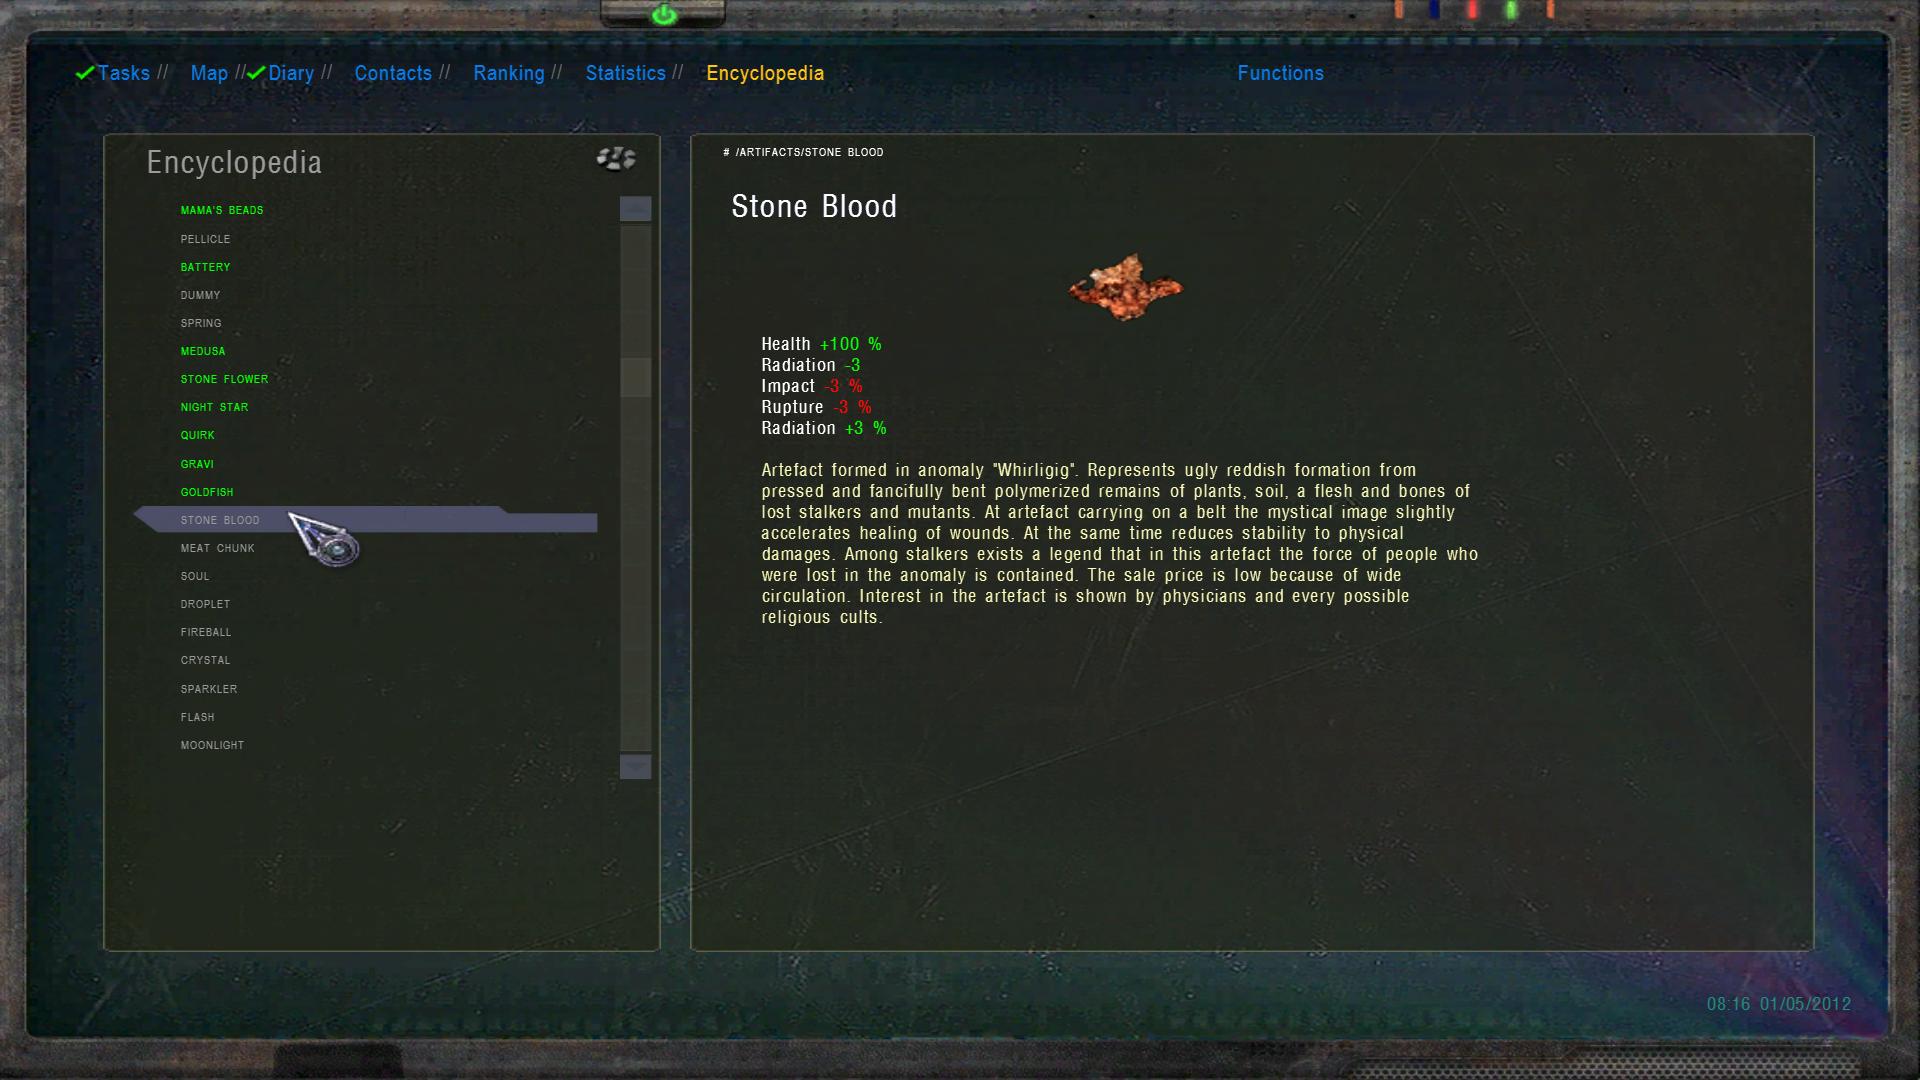 Tasks // Map // Diary // Contacts // Ranking // Statistics // Encyclopedia Functions
Encyclopedia
MAMA'S BEADS
PELLICLE
BATTERY
DUMMY
SPRING
MEDUSA
STONE FLOWER
NIGHT STAR
QUIRK
GRAVI
GOLDFISH
STONE BLOOD
MEAT CHUNK
SOUL
DROPLET
FIREBALL
CRYSTAL
SPARKLER
FLASH
MOONLIGHT
# /ARTIFACTS/STONE BLOOD
Stone Blood
Health +100 %
Radiation -3
Impact -3 %
Rupture -3 %
Radiation +3 %
Artefact formed in anomaly "Whirligig". Represents ugly reddish formation from
pressed and fancifully bent polymerized remains of plants, soil, a flesh and bones of
lost stalkers and mutants. At artefact carrying on a belt the mystical image slightly
accelerates healing of wounds. At the same time reduces stability to physical
damages. Among stalkers exists a legend that in this artefact the force of people who
were lost in the anomaly is contained. The sale price is low because of wide
circulation. Interest in the artefact is shown by physicians and every possible
religious cults.
08:16 01/05/2012